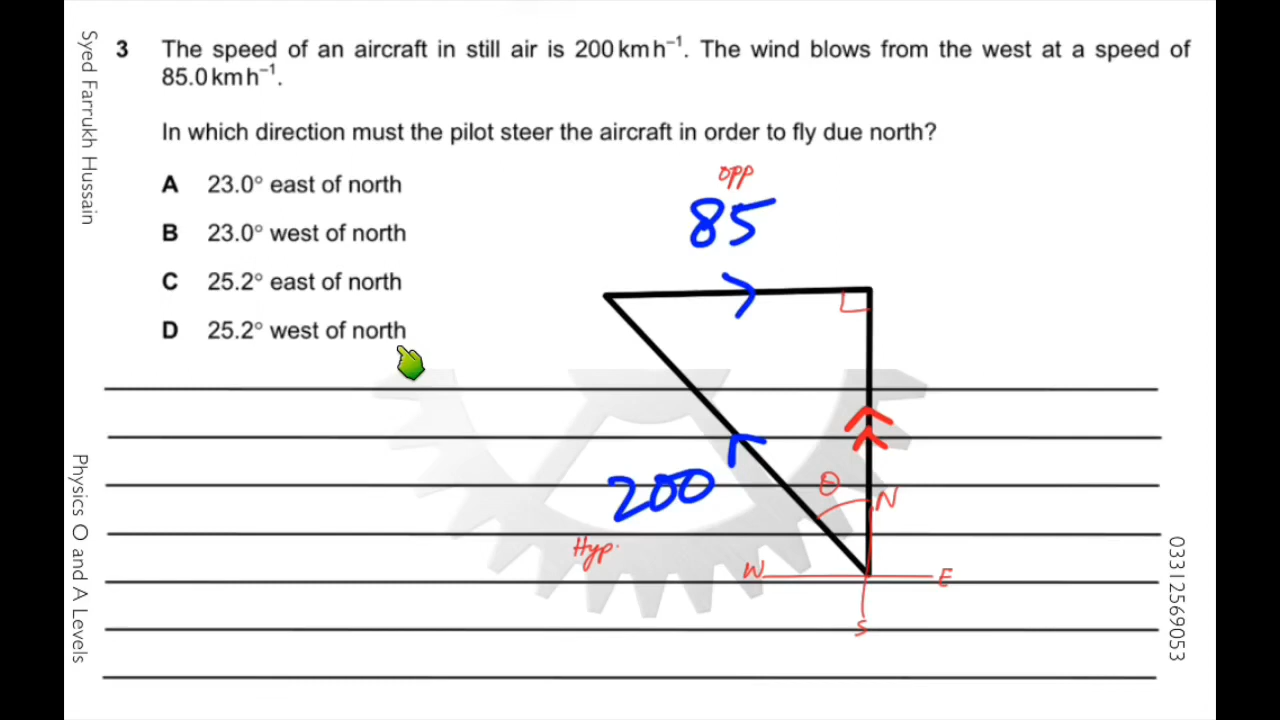 3 The speed of an aircraft in still air is 200 km h⁻¹. The wind blows from the west at a speed of
85.0 km h⁻¹.
In which direction must the pilot steer the aircraft in order to fly due north?
A 23.0° east of north
B 23.0° west of north
C 25.2° east of north
D 25.2° west of north
opp
85
200
Hyp.
θ
N
W
E
S
Syed Farrukh Hussain
Physics O and A Levels
03312569053